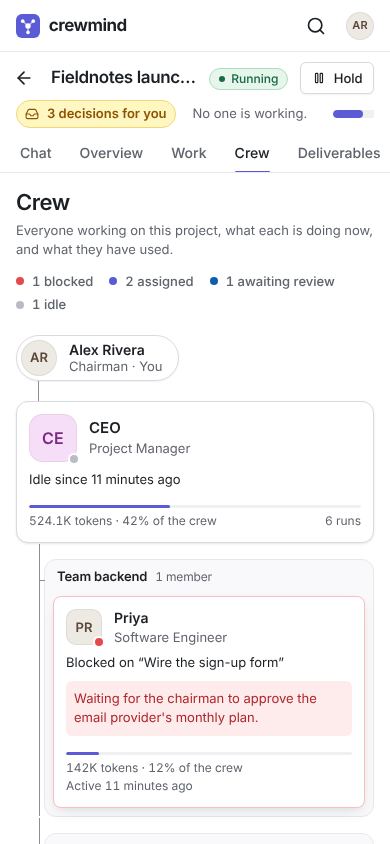 crewmind
AR
Fieldnotes launc...
Running
Hold
3 decisions for you
No one is working.
Chat
Overview
Work
Crew
Deliverables
Crew
Everyone working on this project, what each is doing now,
and what they have used.
1 blocked
2 assigned
1 awaiting review
1 idle
AR
Alex Rivera
Chairman · You
CE
CEO
Project Manager
Idle since 11 minutes ago
524.1K tokens · 42% of the crew
6 runs
Team backend
1 member
PR
Priya
Software Engineer
Blocked on “Wire the sign-up form”
Waiting for the chairman to approve the
email provider's monthly plan.
142K tokens · 12% of the crew
Active 11 minutes ago